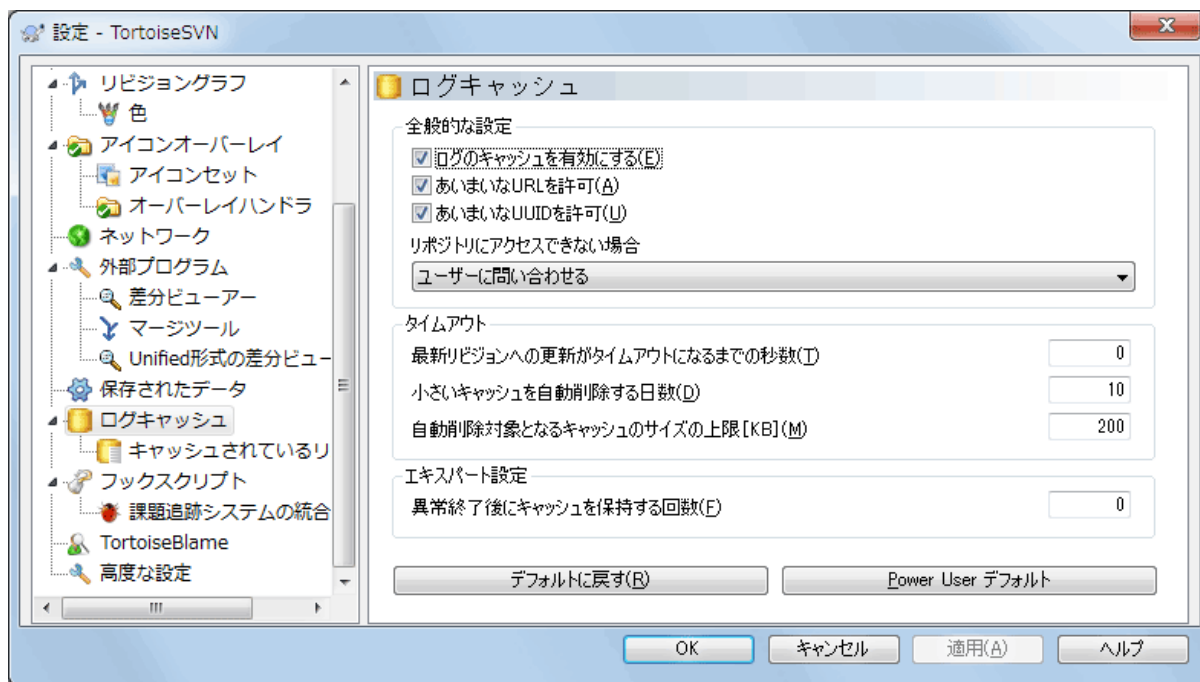 設定 - TortoiseSVN
リビジョングラフ
色
アイコンオーバーレイ
アイコンセット
オーバーレイハンドラ
ネットワーク
外部プログラム
差分ビューアー
マージツール
Unified形式の差分ビュー
保存されたデータ
ログキャッシュ
キャッシュされているリ
フックスクリプト
課題追跡システムの統合
TortoiseBlame
高度な設定
ログキャッシュ
全般的な設定
ログのキャッシュを有効にする(E)
あいまいなURLを許可(A)
あいまいなUUIDを許可(U)
リポジトリにアクセスできない場合
ユーザーに問い合わせる
タイムアウト
最新リビジョンへの更新がタイムアウトになるまでの秒数(T) 0
小さいキャッシュを自動削除する日数(D) 10
自動削除対象となるキャッシュのサイズの上限[KB](M) 200
エキスパート設定
異常終了後にキャッシュを保持する回数(F) 0
デフォルトに戻す(R) Power User デフォルト
OK キャンセル 適用(A) ヘルプ